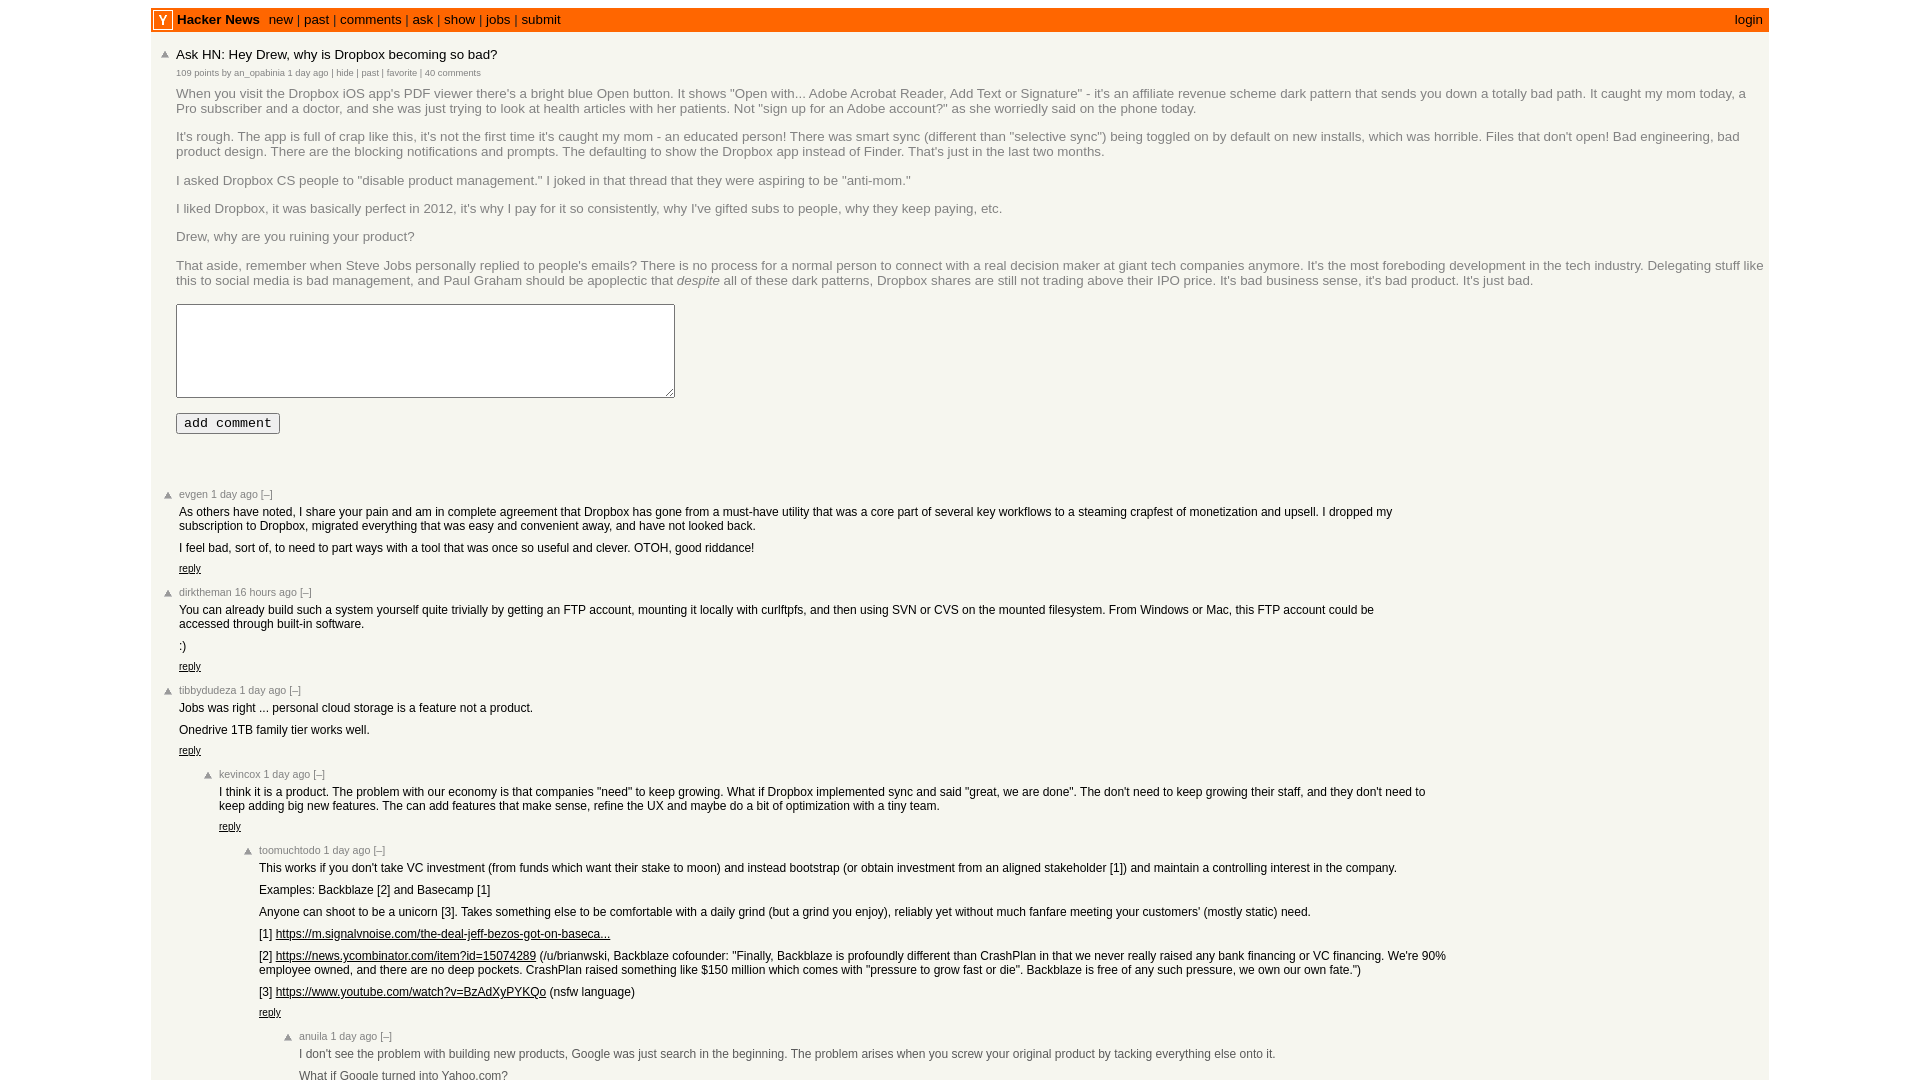 Y Hacker News new | past | comments | ask | show | jobs | submit login
Ask HN: Hey Drew, why is Dropbox becoming so bad?
109 points by an_opabinia 1 day ago | hide | past | favorite | 40 comments
When you visit the Dropbox iOS app's PDF viewer there's a bright blue Open button. It shows "Open with... Adobe Acrobat Reader, Add Text or Signature" - it's an affiliate revenue scheme dark pattern that sends you down a totally bad path. It caught my mom today, a
Pro subscriber and a doctor, and she was just trying to look at health articles with her patients. Not "sign up for an Adobe account?" as she worriedly said on the phone today.
It's rough. The app is full of crap like this, it's not the first time it's caught my mom - an educated person! There was smart sync (different than "selective sync") being toggled on by default on new installs, which was horrible. Files that don't open! Bad engineering, bad
product design. There are the blocking notifications and prompts. The defaulting to show the Dropbox app instead of Finder. That's just in the last two months.
I asked Dropbox CS people to "disable product management." I joked in that thread that they were aspiring to be "anti-mom."
I liked Dropbox, it was basically perfect in 2012, it's why I pay for it so consistently, why I've gifted subs to people, why they keep paying, etc.
Drew, why are you ruining your product?
That aside, remember when Steve Jobs personally replied to people's emails? There is no process for a normal person to connect with a real decision maker at giant tech companies anymore. It's the most foreboding development in the tech industry. Delegating stuff like
this to social media is bad management, and Paul Graham should be apoplectic that despite all of these dark patterns, Dropbox shares are still not trading above their IPO price. It's bad business sense, it's bad product. It's just bad.
add comment
evgen 1 day ago [–]
As others have noted, I share your pain and am in complete agreement that Dropbox has gone from a must-have utility that was a core part of several key workflows to a steaming crapfest of monetization and upsell. I dropped my
subscription to Dropbox, migrated everything that was easy and convenient away, and have not looked back.
I feel bad, sort of, to need to part ways with a tool that was once so useful and clever. OTOH, good riddance!
reply
dirktheman 16 hours ago [–]
You can already build such a system yourself quite trivially by getting an FTP account, mounting it locally with curlftpfs, and then using SVN or CVS on the mounted filesystem. From Windows or Mac, this FTP account could be
accessed through built-in software.
:)
reply
tibbydudeza 1 day ago [–]
Jobs was right ... personal cloud storage is a feature not a product.
Onedrive 1TB family tier works well.
reply
kevincox 1 day ago [–]
I think it is a product. The problem with our economy is that companies "need" to keep growing. What if Dropbox implemented sync and said "great, we are done". The don't need to keep growing their staff, and they don't need to
keep adding big new features. The can add features that make sense, refine the UX and maybe do a bit of optimization with a tiny team.
reply
toomuchtodo 1 day ago [–]
This works if you don't take VC investment (from funds which want their stake to moon) and instead bootstrap (or obtain investment from an aligned stakeholder [1]) and maintain a controlling interest in the company.
Examples: Backblaze [2] and Basecamp [1]
Anyone can shoot to be a unicorn [3]. Takes something else to be comfortable with a daily grind (but a grind you enjoy), reliably yet without much fanfare meeting your customers' (mostly static) need.
[1] https://m.signalvnoise.com/the-deal-jeff-bezos-got-on-baseca...
[2] https://news.ycombinator.com/item?id=15074289 (/u/brianwski, Backblaze cofounder: "Finally, Backblaze is profoundly different than CrashPlan in that we never really raised any bank financing or VC financing. We're 90%
employee owned, and there are no deep pockets. CrashPlan raised something like $150 million which comes with "pressure to grow fast or die". Backblaze is free of any such pressure, we own our own fate.")
[3] https://www.youtube.com/watch?v=BzAdXyPYKQo (nsfw language)
reply
anuila 1 day ago [–]
I don't see the problem with building new products, Google was just search in the beginning. The problem arises when you screw your original product by tacking everything else onto it.
What if Google turned into Yahoo.com?